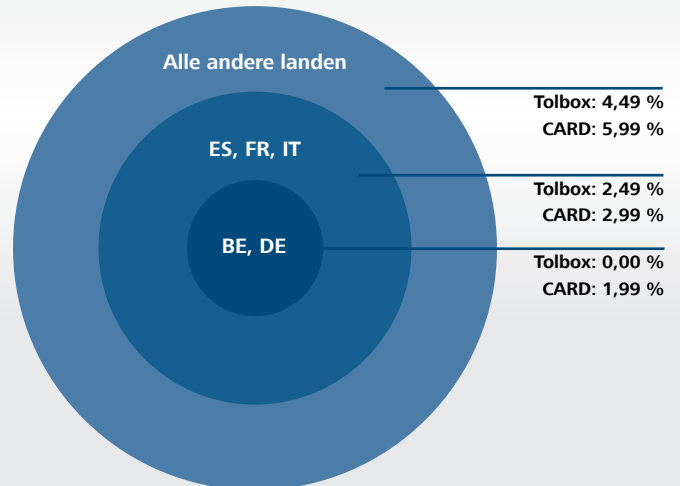 Alle andere landen
Tolbox: 4,49 %
CARD: 5,99 %
ES, FR, IT
Tolbox: 2,49 %
CARD: 2,99 %
BE, DE
Tolbox: 0,00 %
CARD: 1,99 %